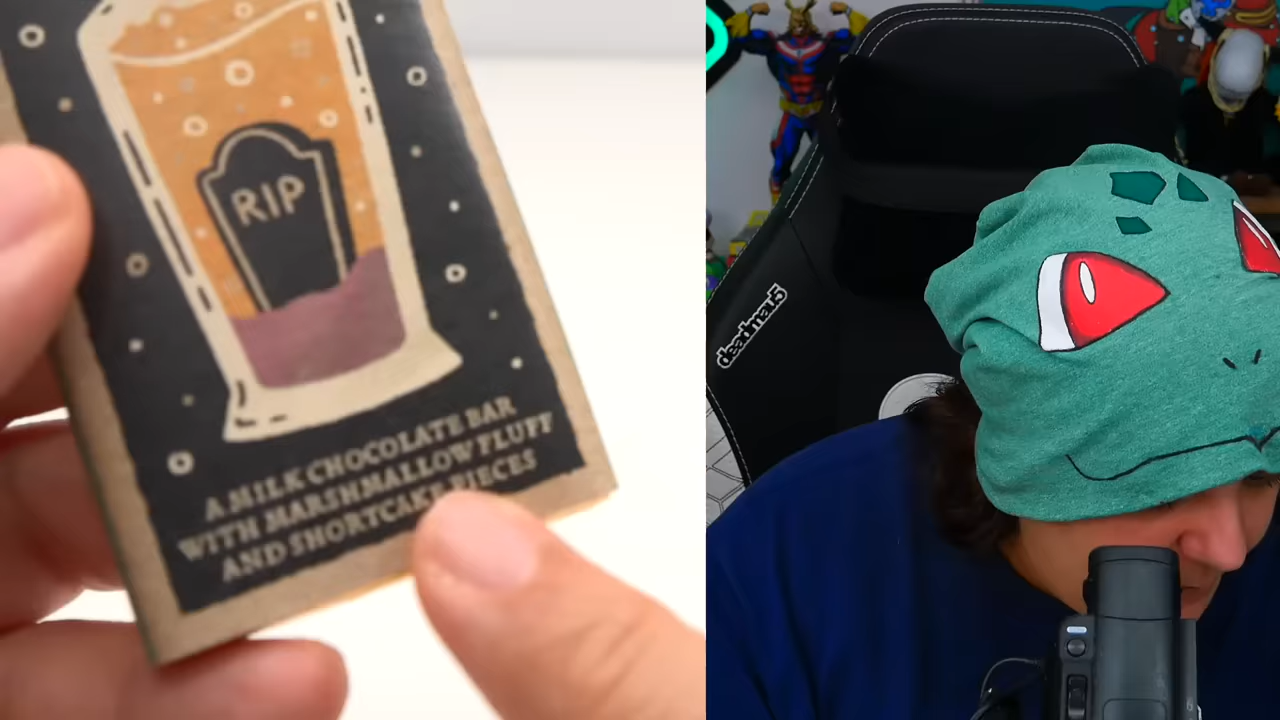 RIP
A MILK CHOCOLATE BAR
WITH MARSHMALLOW FLUFF
AND SHORTCAKE PIECES
deadmau5